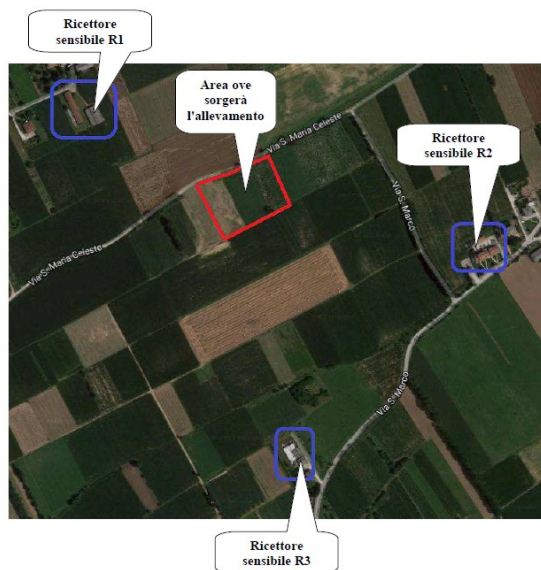 Ricettore
sensibile R1
Area ove
sorgerà
l'allevamento
Via S. Maria Celeste
Ricettore
sensibile R2
Via S. Marco
Via S. Maria Celeste
Via S. Marco
Ricettore
sensibile R3